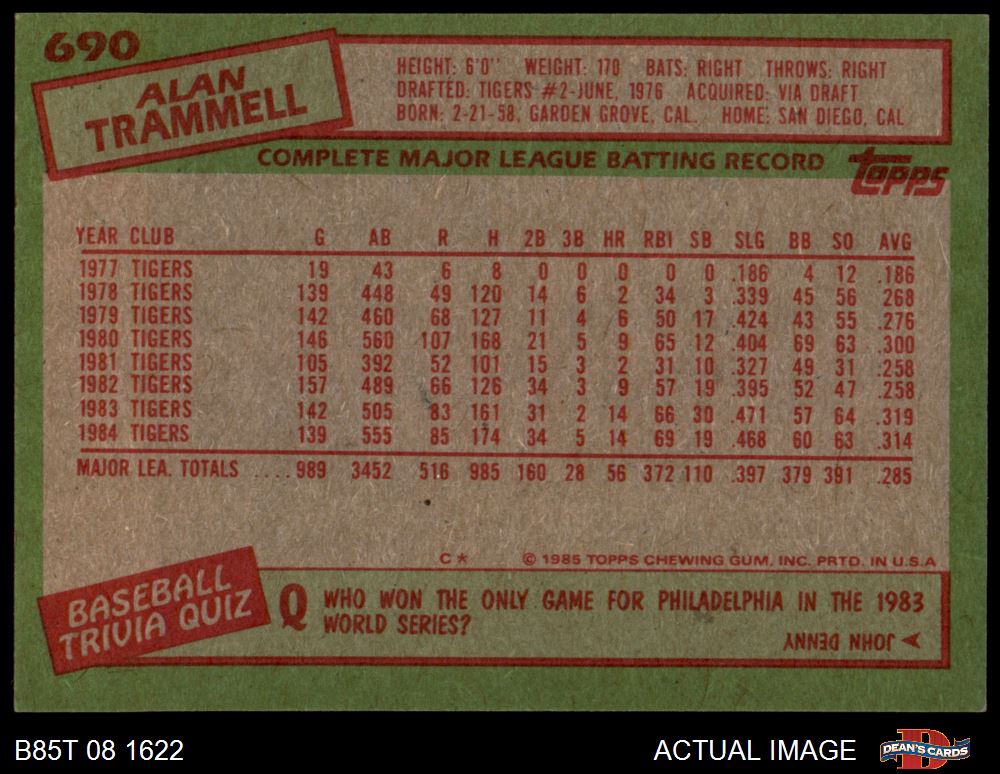 690
ALAN
TRAMMELL
HEIGHT: 6'0" WEIGHT: 170 BATS: RIGHT THROWS: RIGHT
DRAFTED: TIGERS #2-JUNE, 1976 ACQUIRED: VIA DRAFT
BORN: 2-21-58, GARDEN GROVE, CAL. HOME: SAN DIEGO, CAL
COMPLETE MAJOR LEAGUE BATTING RECORD
topps
YEAR CLUB G AB R H 2B 3B HR RBI SB SLG BB SO AVG
1977 TIGERS 19 43 6 8 0 0 0 0 0 .186 4 12 .186
1978 TIGERS 139 448 49 120 14 6 2 34 3 .339 45 56 268
1979 TIGERS 142 460 68 127 11 4 6 50 17 .424 43 55 .276
1980 TIGERS 146 560 107 168 21 5 9 65 12 .404 69 63 .300
1981 TIGERS 105 392 52 101 15 3 2 31 10 .327 49 31 .258
1982 TIGERS 157 489 66 126 34 3 9 57 19 .395 52 47 .258
1983 TIGERS 142 505 83 161 31 2 14 66 30 .471 57 64 .319
1984 TIGERS 139 555 85 174 34 5 14 69 19 .468 60 63 .314
MAJOR LEA. TOTALS ....989 3452 516 985 160 28 56 372 110 .397 379 391 .285
C* © 1985 TOPPS CHEWING GUM, INC. PRTD. IN U.S.A
BASEBALL
TRIVIA QUIZ
Q WHO WON THE ONLY GAME FOR PHILADELPHIA IN THE 1983
WORLD SERIES?
JOHN DENNY
B85T 08 1622
ACTUAL IMAGE
D
DEAN'S CARDS